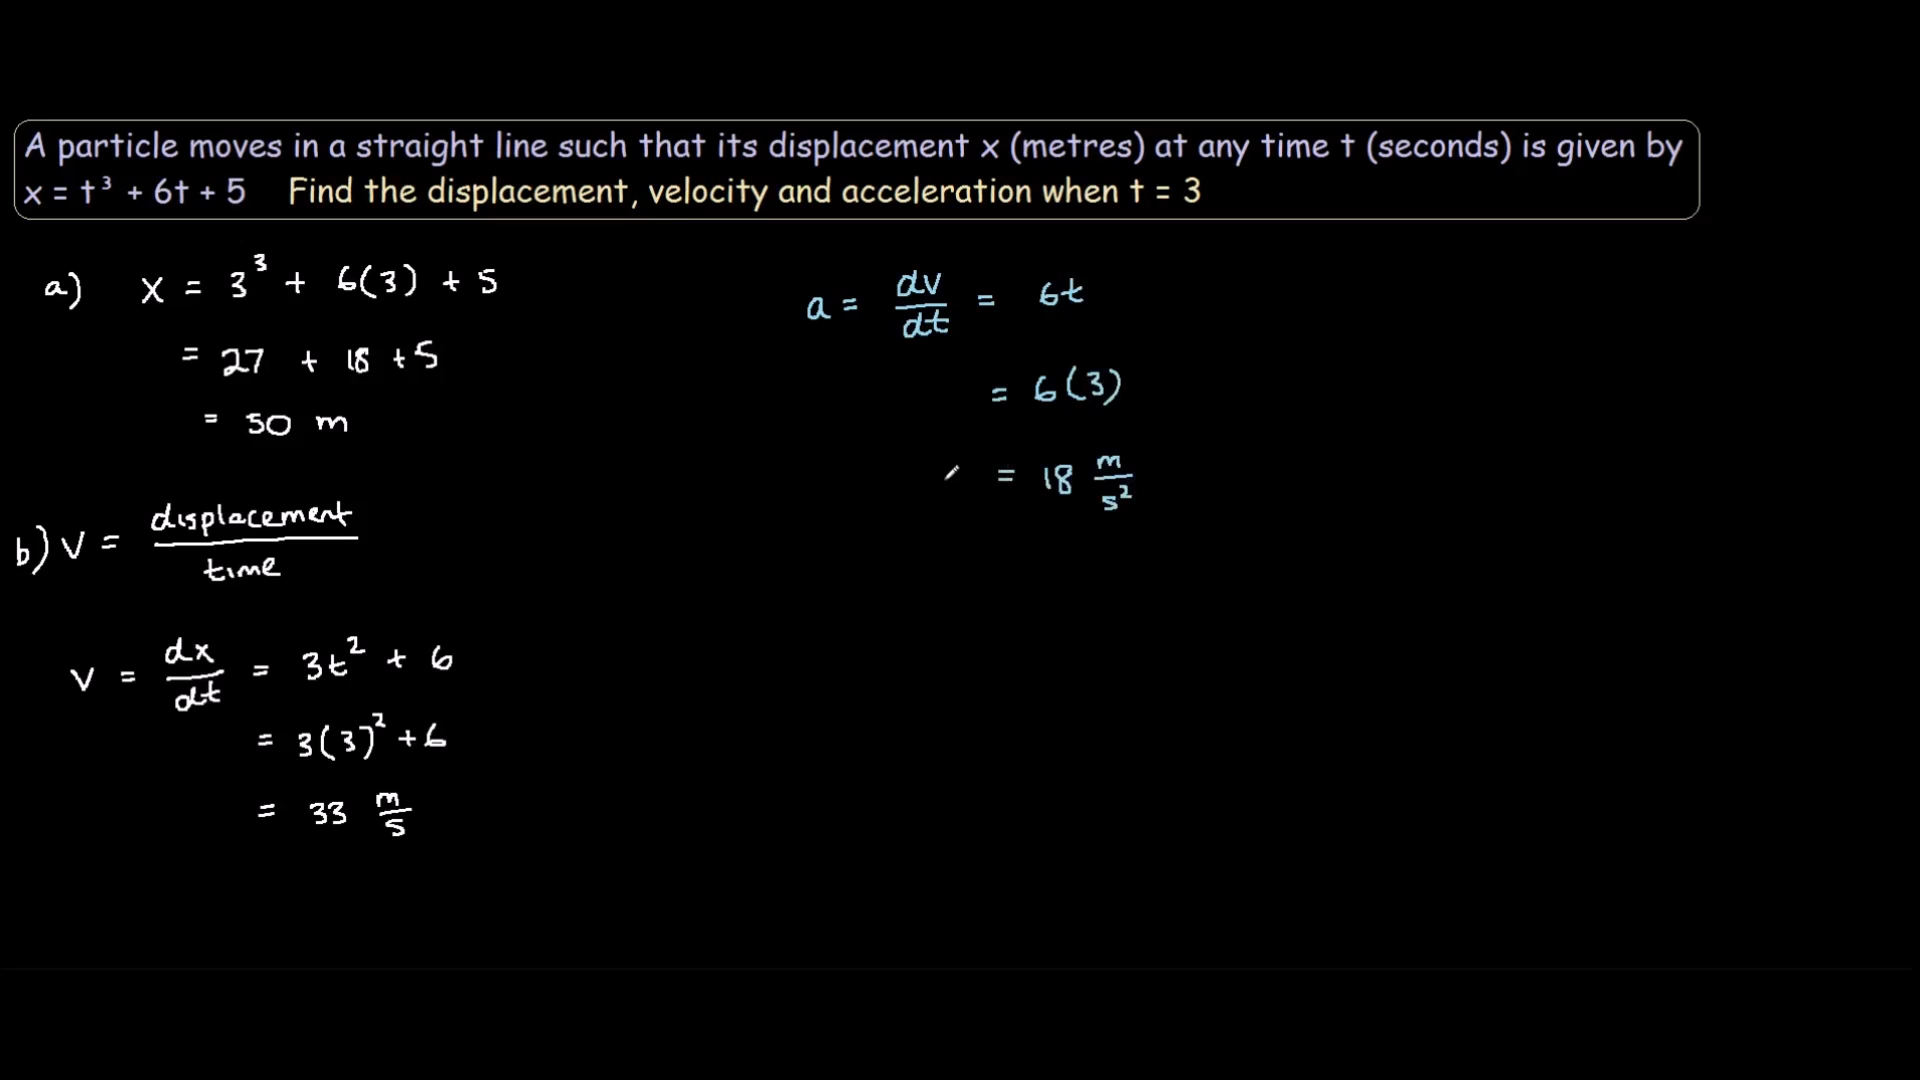 A particle moves in a straight line such that its displacement x (metres) at any time t (seconds) is given by
x = t³ + 6t + 5 Find the displacement, velocity and acceleration when t = 3
a) x = 3³ + 6(3) + 5
= 27 + 18 + 5
= 50 m
b) v = displacement / time
v = dx/dt = 3t² + 6
= 3(3)² + 6
= 33 m/s
a = dv/dt = 6t
= 6(3)
= 18 m/s²